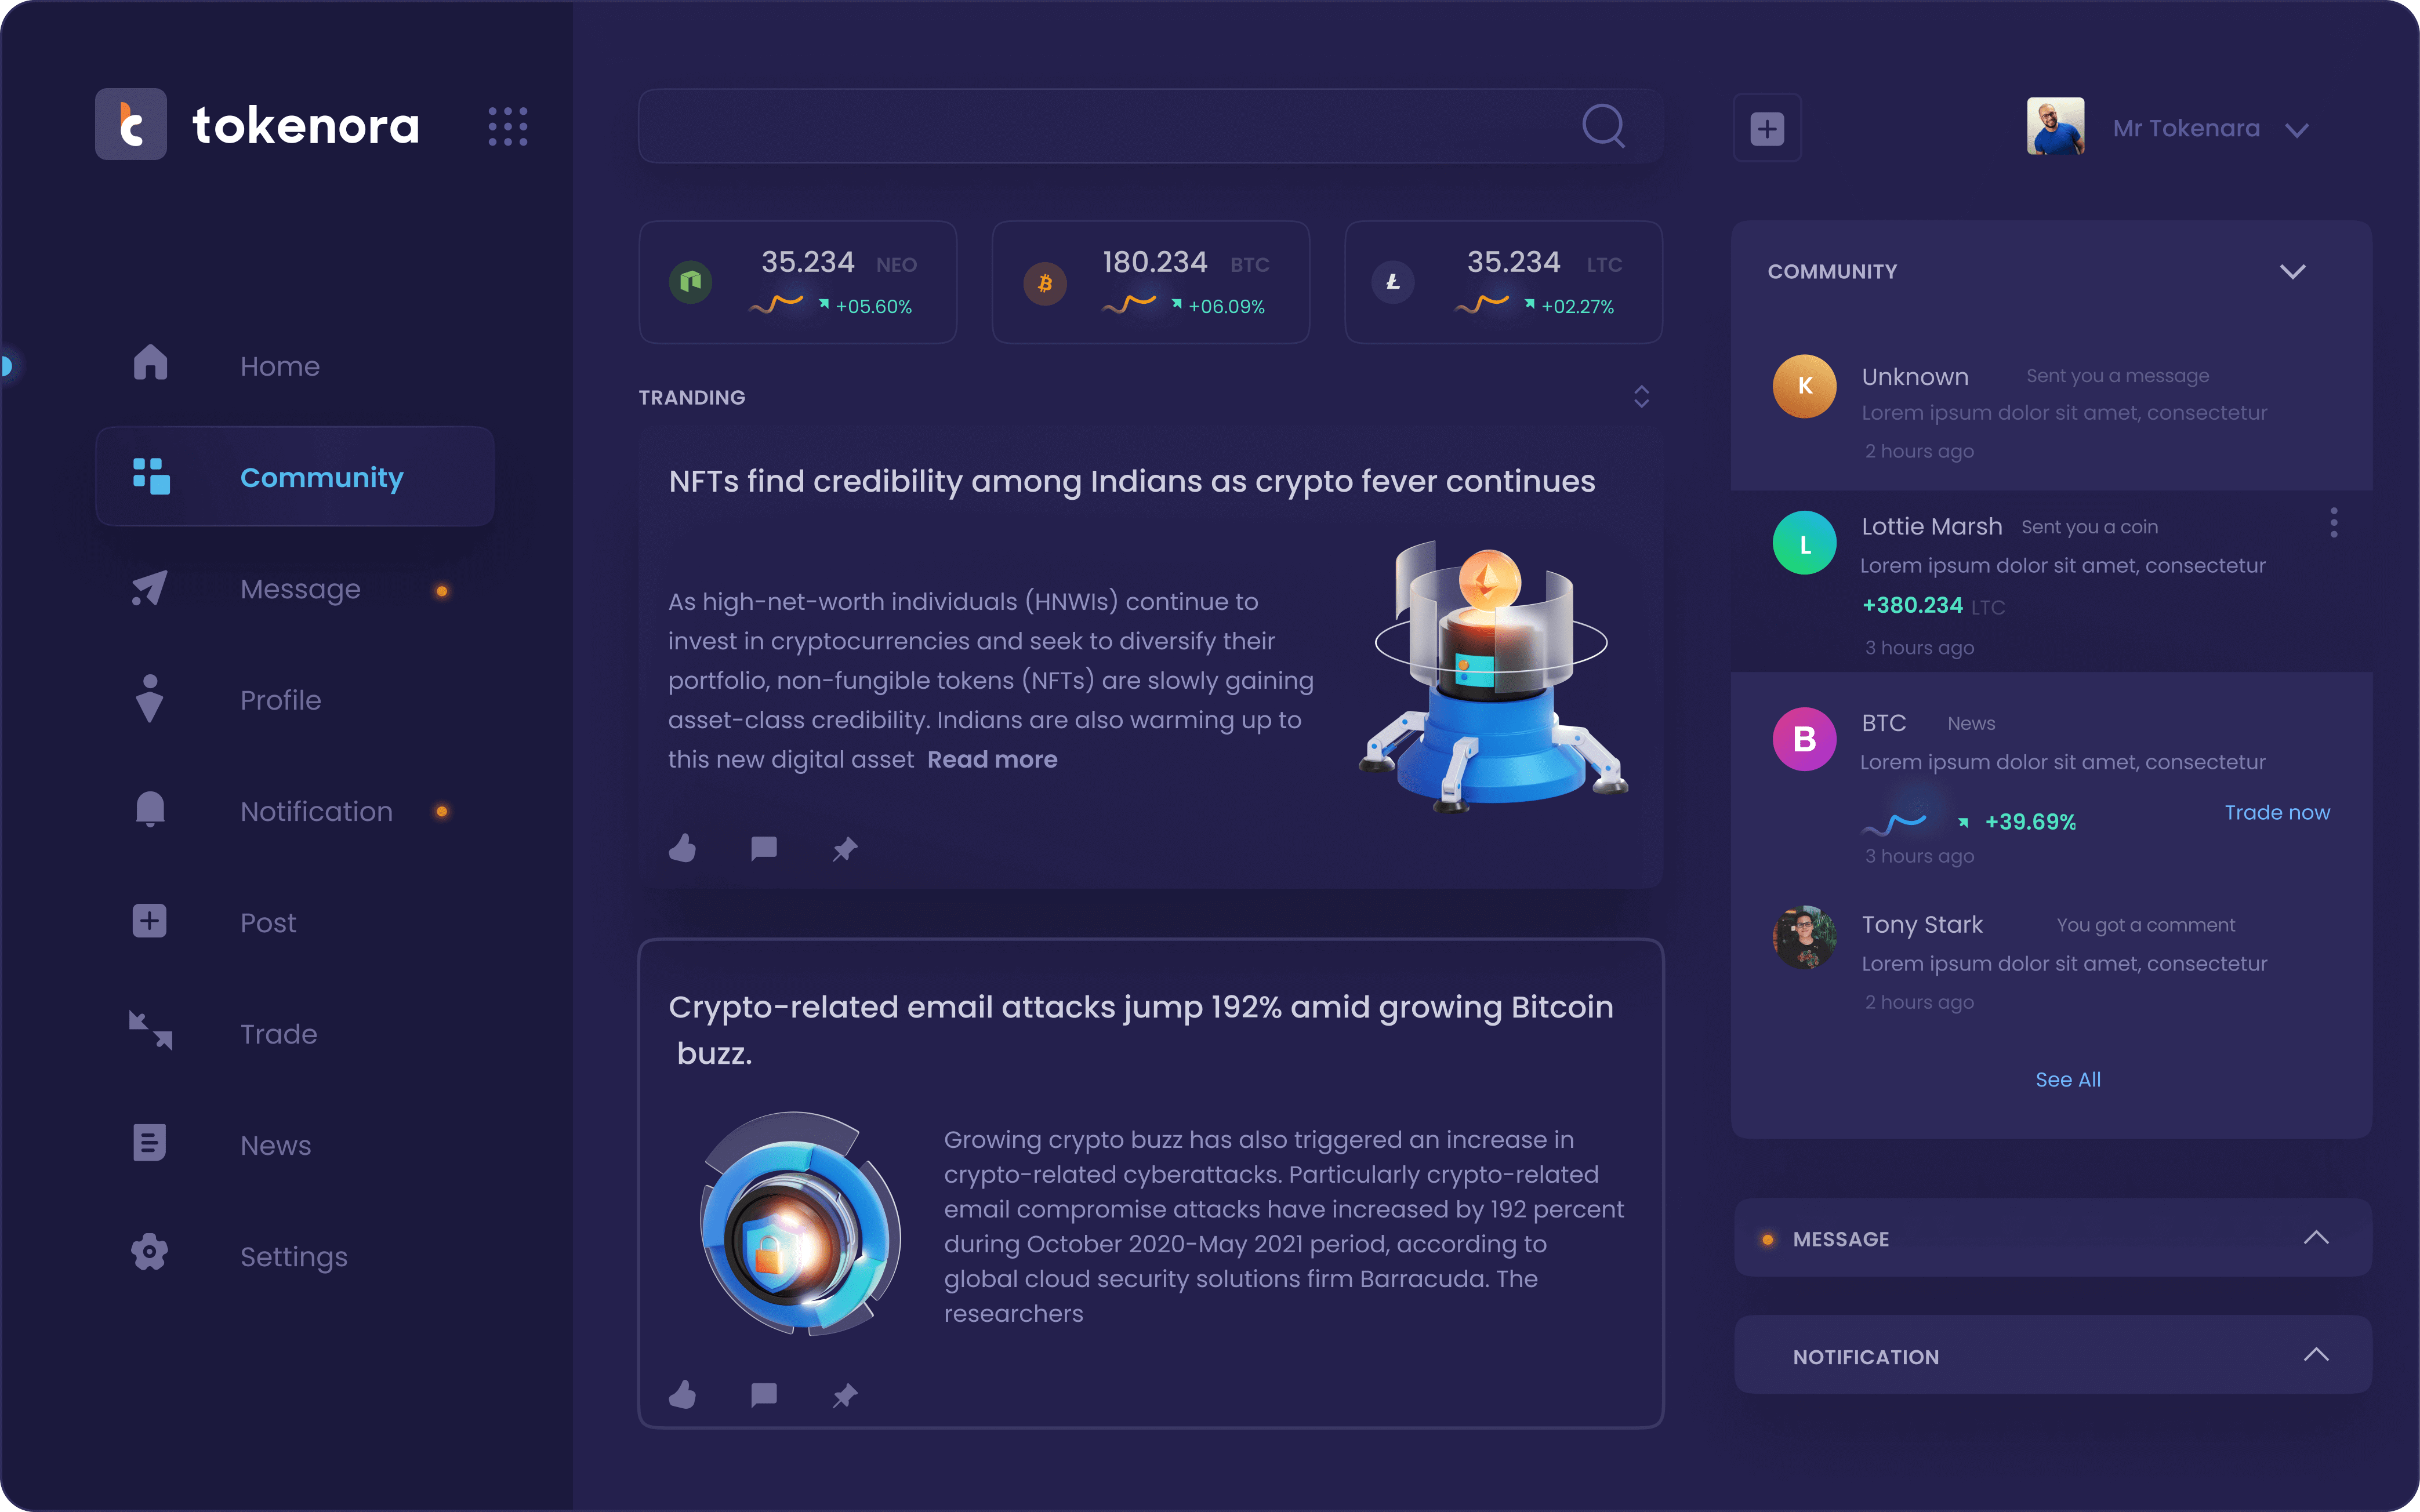 tokenora
Mr Tokenara
Home
Community
Message
Profile
Notification
Post
Trade
News
Settings
35.234 NEO
+05.60%
180.234 BTC
+06.09%
35.234 LTC
+02.27%
TRANDING
NFTs find credibility among Indians as crypto fever continues
As high-net-worth individuals (HNWIs) continue to
invest in cryptocurrencies and seek to diversify their
portfolio, non-fungible tokens (NFTs) are slowly gaining
asset-class credibility. Indians are also warming up to
this new digital asset Read more
Crypto-related email attacks jump 192% amid growing Bitcoin
buzz.
Growing crypto buzz has also triggered an increase in
crypto-related cyberattacks. Particularly crypto-related
email compromise attacks have increased by 192 percent
during October 2020-May 2021 period, according to
global cloud security solutions firm Barracuda. The
researchers
COMMUNITY
K
Unknown Sent you a message
Lorem ipsum dolor sit amet, consectetur
2 hours ago
L
Lottie Marsh Sent you a coin
Lorem ipsum dolor sit amet, consectetur
+380.234 LTC
3 hours ago
B
BTC News
Lorem ipsum dolor sit amet, consectetur
+39.69% Trade now
3 hours ago
Tony Stark You got a comment
Lorem ipsum dolor sit amet, consectetur
2 hours ago
See All
MESSAGE
NOTIFICATION